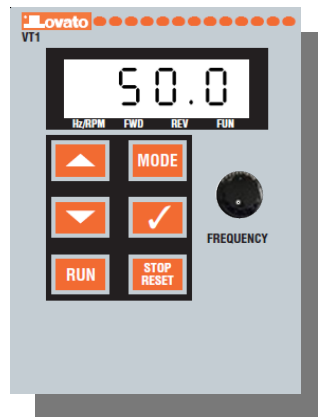 Lovato
VT1
50.0
Hz/RPM FWD REV FUN
MODE
FREQUENCY
RUN
STOP
RESET